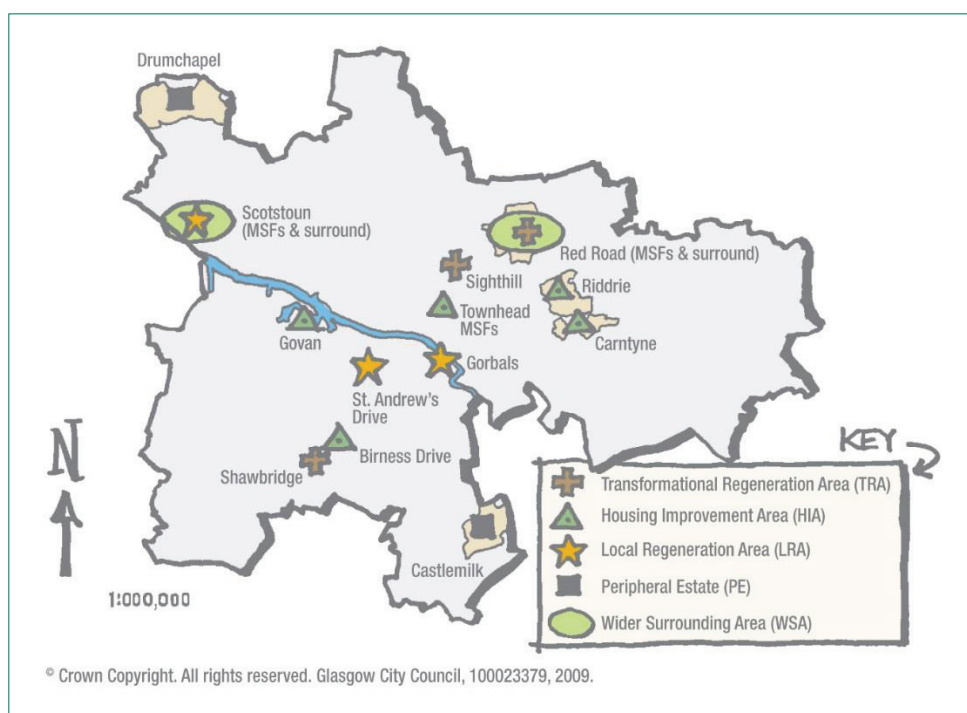 Drumchapel
Scotstoun
(MSFs & surround)
Red Road (MSFs & surround)
Sighthill
Riddrie
Townhead
MSFs
Govan
Carntyne
Gorbals
St. Andrew's
Drive
Birness Drive
Shawbridge
Castlemilk
N
1:000,000
KEY
Transformational Regeneration Area (TRA)
Housing Improvement Area (HIA)
Local Regeneration Area (LRA)
Peripheral Estate (PE)
Wider Surrounding Area (WSA)
© Crown Copyright. All rights reserved. Glasgow City Council, 100023379, 2009.